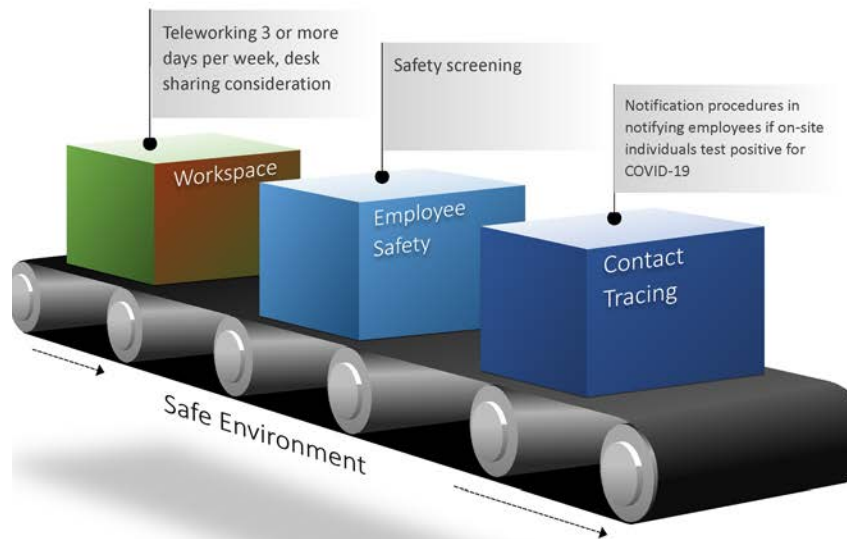 Teleworking 3 or more
days per week, desk
sharing consideration
Safety screening
Notification procedures in
notifying employees if on-site
individuals test positive for
COVID-19
Workspace
Employee
Safety
Contact
Tracing
Safe Environment